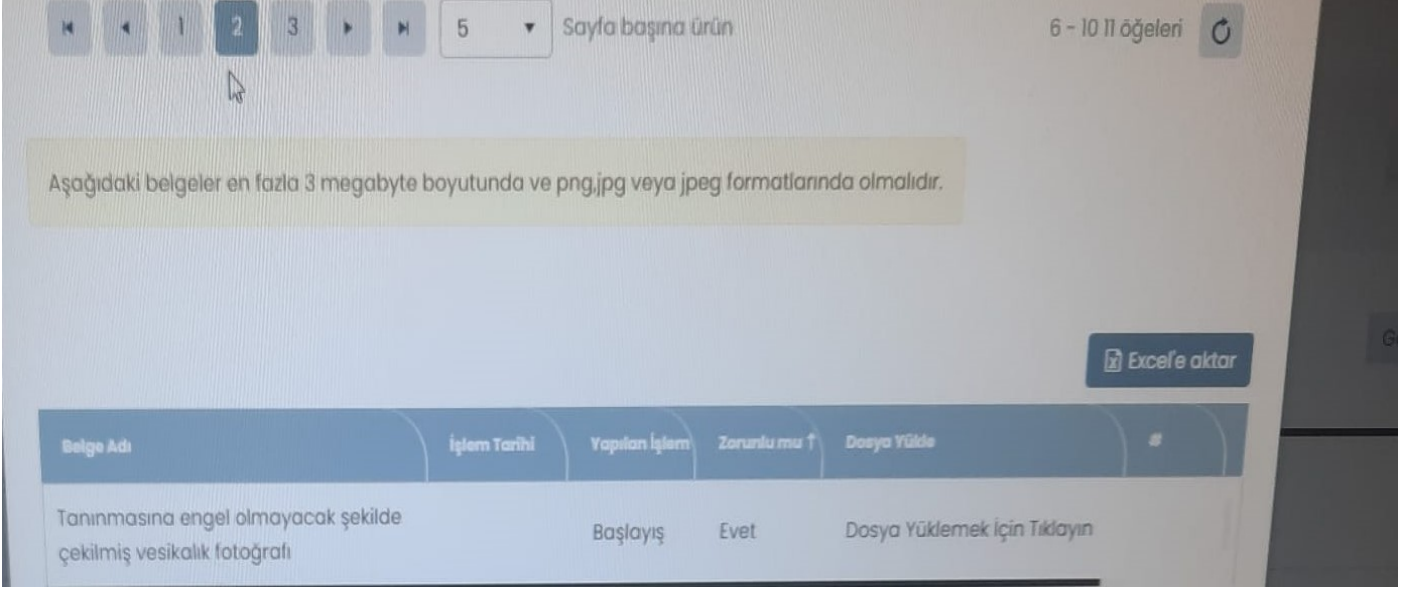 1 2 3 5 Sayfa başına ürün 6 - 10 11 öğeleri
Aşağıdaki belgeler en fazla 3 megabyte boyutunda ve png,jpg veya jpeg formatlarında olmalıdır.
Excel'e aktar
Belge Adı İşlem Tarihi Yapılan İşlem Zorunlu mu ↑ Dosya Yükle #
Tanınmasına engel olmayacak şekilde
çekilmiş vesikalık fotoğrafı Başlayış Evet Dosya Yüklemek İçin Tıklayın